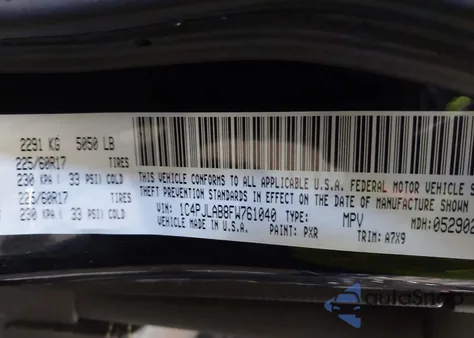 2291 KG 5050 LB
225/60R17 TIRES
230 KPA ( 33 PSI) COLD
225/60R17 TIRES
230 KPA ( 33 PSI) COLD
THIS VEHICLE CONFORMS TO ALL APPLICABLE U.S.A. FEDERAL MOTOR VEHICLE
THEFT PREVENTION STANDARDS IN EFFECT ON THE DATE OF MANUFACTURE SHOWN
VIN: 1C4PJLAB8FW761040 TYPE: MPV MDH: 052902
VEHICLE MADE IN U.S.A. PAINT: PXR TRIM: A7X9
autoSnap